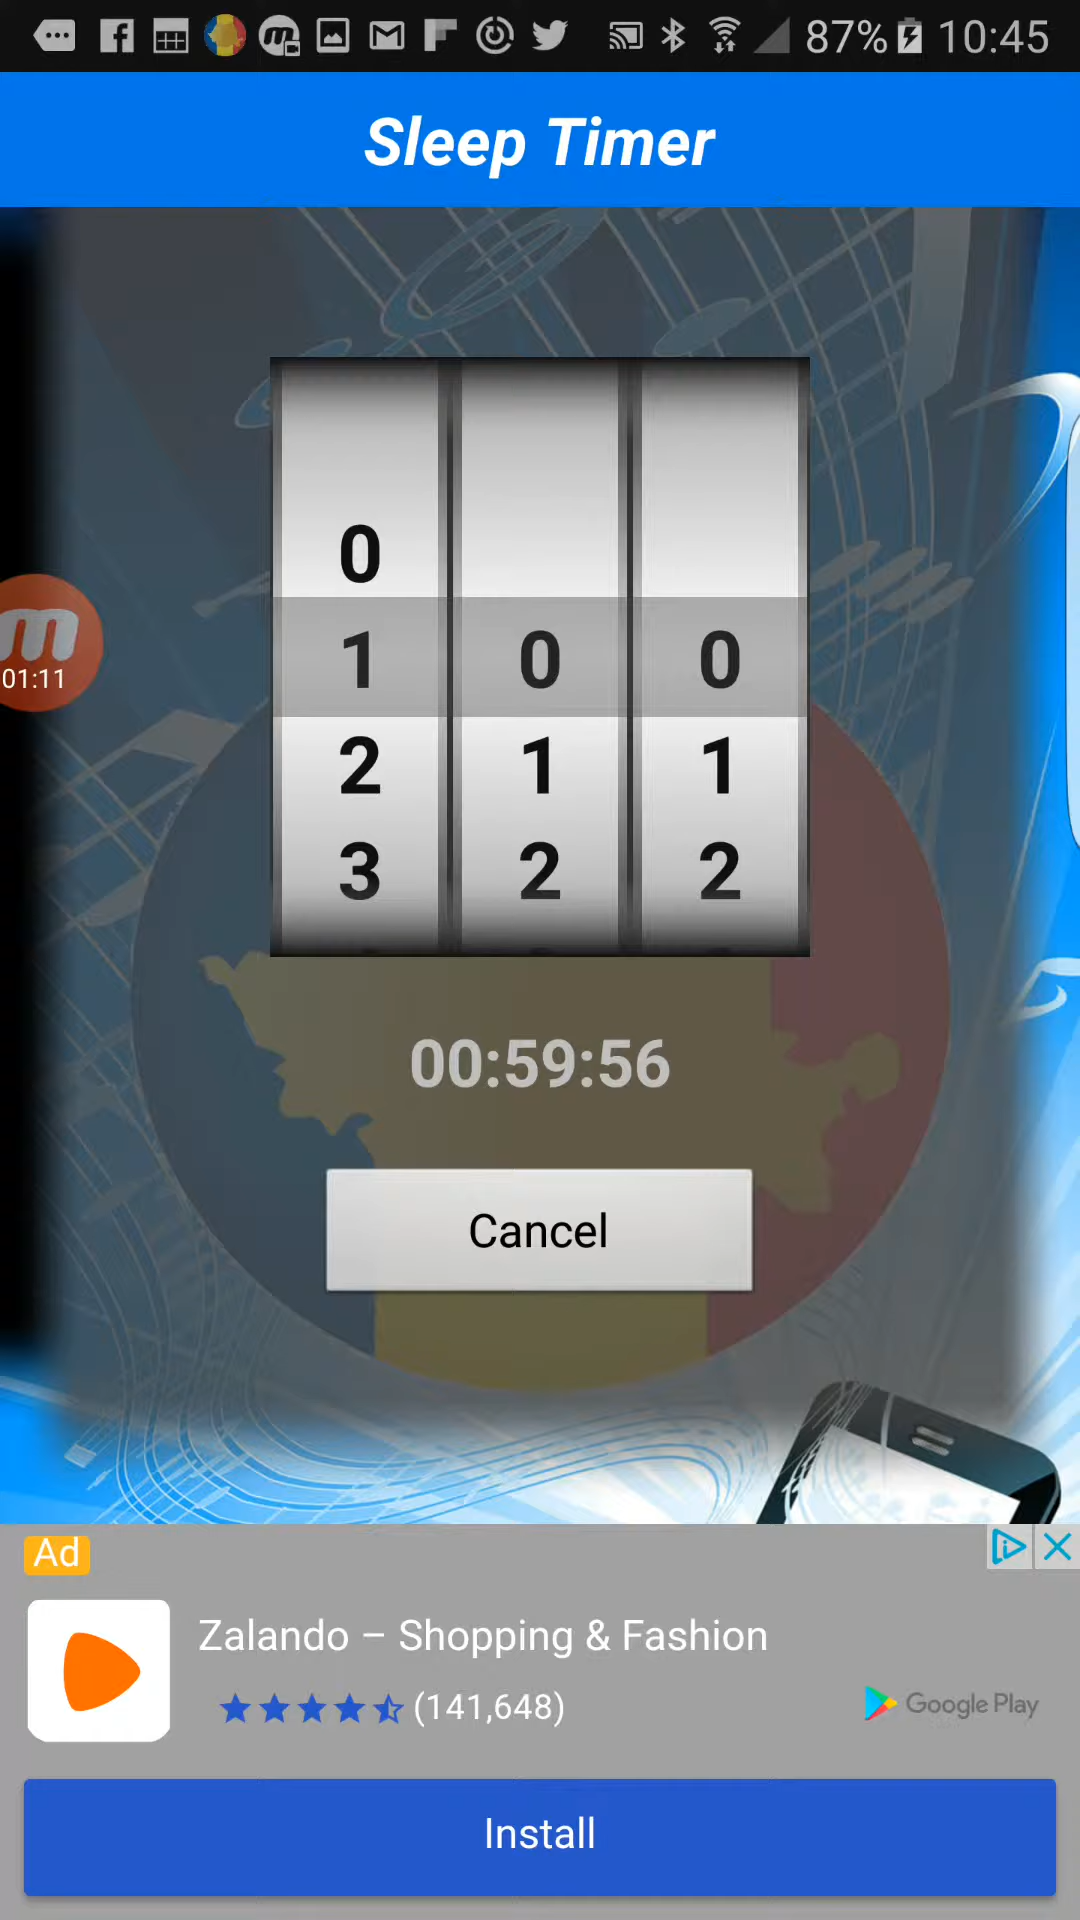 87% 10:45
Sleep Timer
0
1 0 0
2 1 1
3 2 2
m
01:11
00:59:56
Cancel
Ad
Zalando – Shopping & Fashion
(141,648)
Google Play
Install